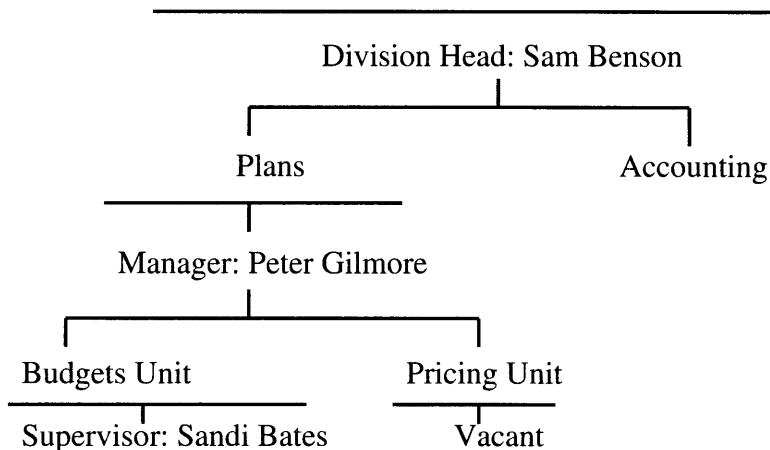 Division Head: Sam Benson
Plans
Accounting
Manager: Peter Gilmore
Budgets Unit
Pricing Unit
Supervisor: Sandi Bates
Vacant